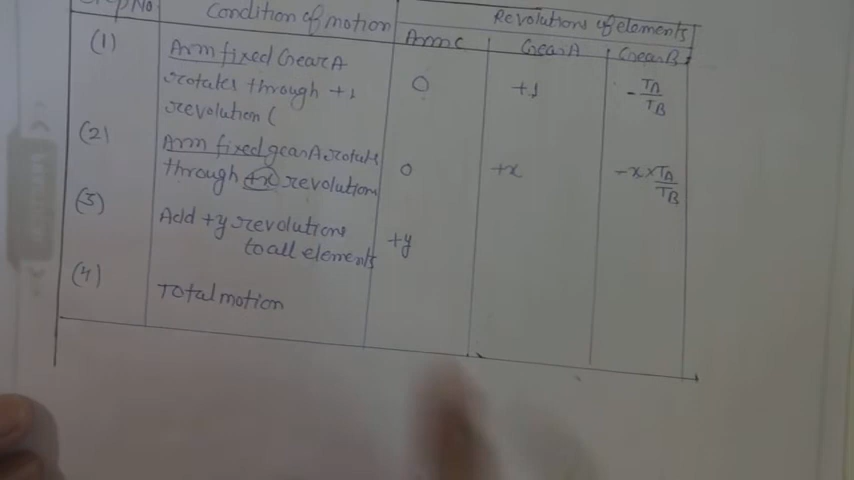 Condition of motion
Revolutions of elements
Arm C
Gear A
Gear B
(1)
Arm fixed Gear A
rotates through +1
revolution (
0
+1
- TA
TB
(2)
Arm fixed gear A rotate
through +x revolution
0
+x
-x × TA
TB
(3)
Add +y revolutions
to all elements
+y
(4)
Total motion